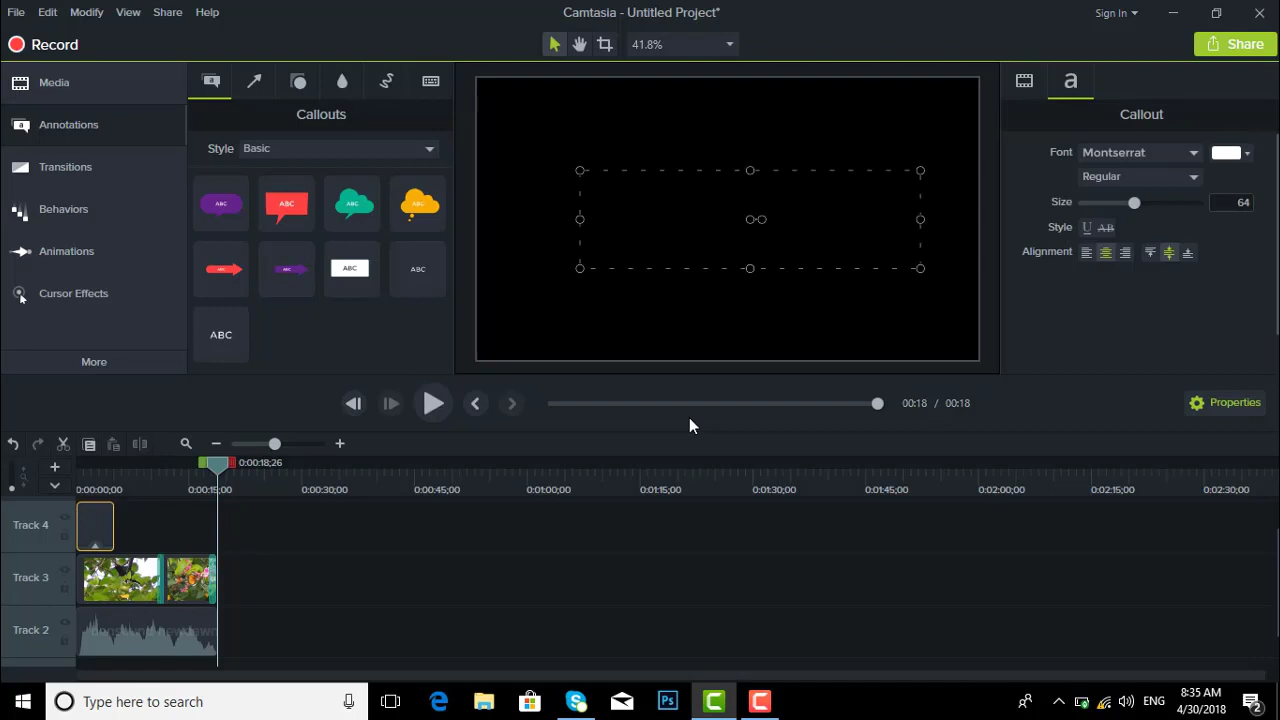 File Edit Modify View Share Help
Camtasia - Untitled Project*
Sign In
Record
41.8%
Share
Media
Annotations
Transitions
Behaviors
Animations
Cursor Effects
More
Callouts
Style Basic
ABC ABC ABC ABC
ABC ABC ABC ABC
ABC
a
Callout
Font Montserrat
Regular
Size 64
Style U AB
Alignment
00:18 / 00:18
Properties
0:00:18;26
0:00:00;00 0:00:15;00 0:00:30;00 0:00:45;00 0:01:00;00 0:01:15;00 0:01:30;00 0:01:45;00 0:02:00;00 0:02:15;00 0:02:30;00
Track 4
Track 3
Track 2
Type here to search
Ps
ENG
8:35 AM
4/30/2018
2